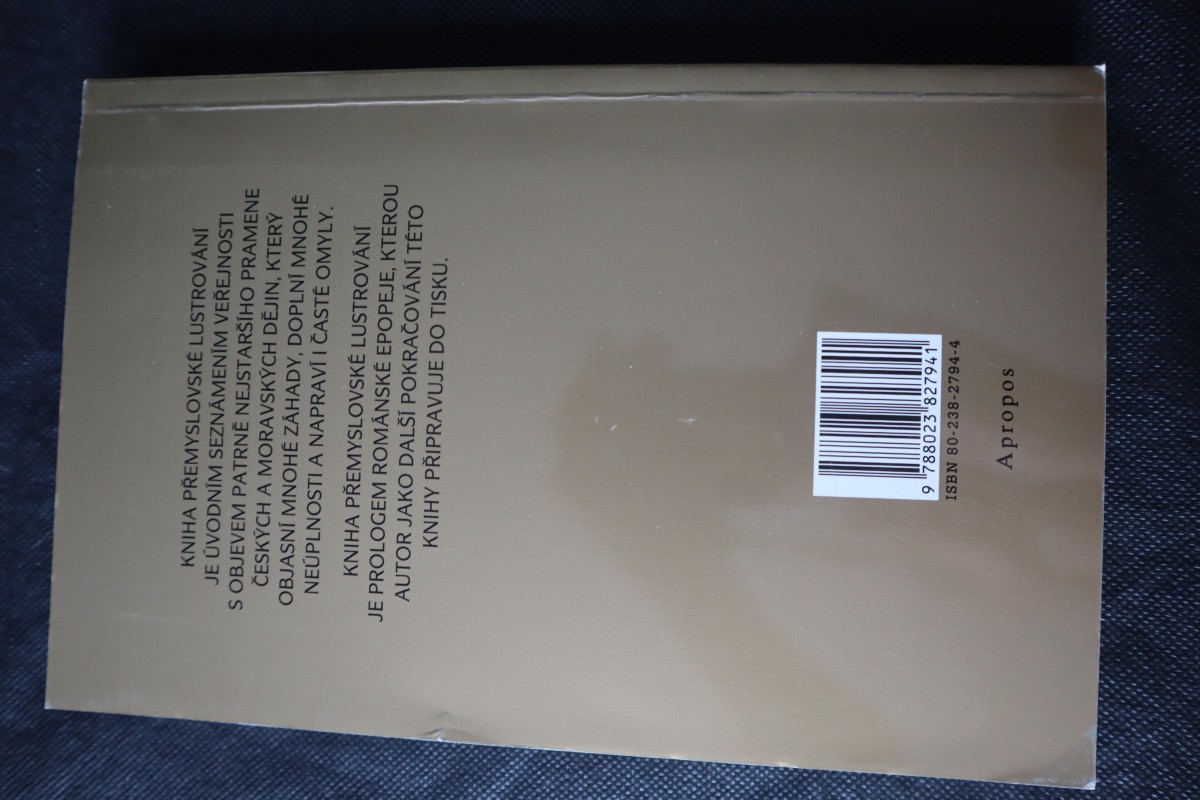 KNIHA PŘEMYSLOVSKÉ LUSTROVÁNÍ
JE ÚVODNÍM SEZNÁMENÍM VEŘEJNOSTI
S OBJEVEM PATRNĚ NEJSTARŠÍHO PRAMENE
ČESKÝCH A MORAVSKÝCH DĚJIN, KTERÝ
OBJASNÍ MNOHÉ ZÁHADY, DOPLNÍ MNOHÉ
NEÚPLNOSTI A NAPRAVÍ I ČASTÉ OMYLY.
KNIHA PŘEMYSLOVSKÉ LUSTROVÁNÍ
JE PROLOGEM ROMÁNSKÉ EPOPEJE, KTEROU
AUTOR JAKO DALŠÍ POKRAČOVÁNÍ TÉTO
KNIHY PŘIPRAVUJE DO TISKU.
9 788023 827941
ISBN 80-238-2794-4
Apropos